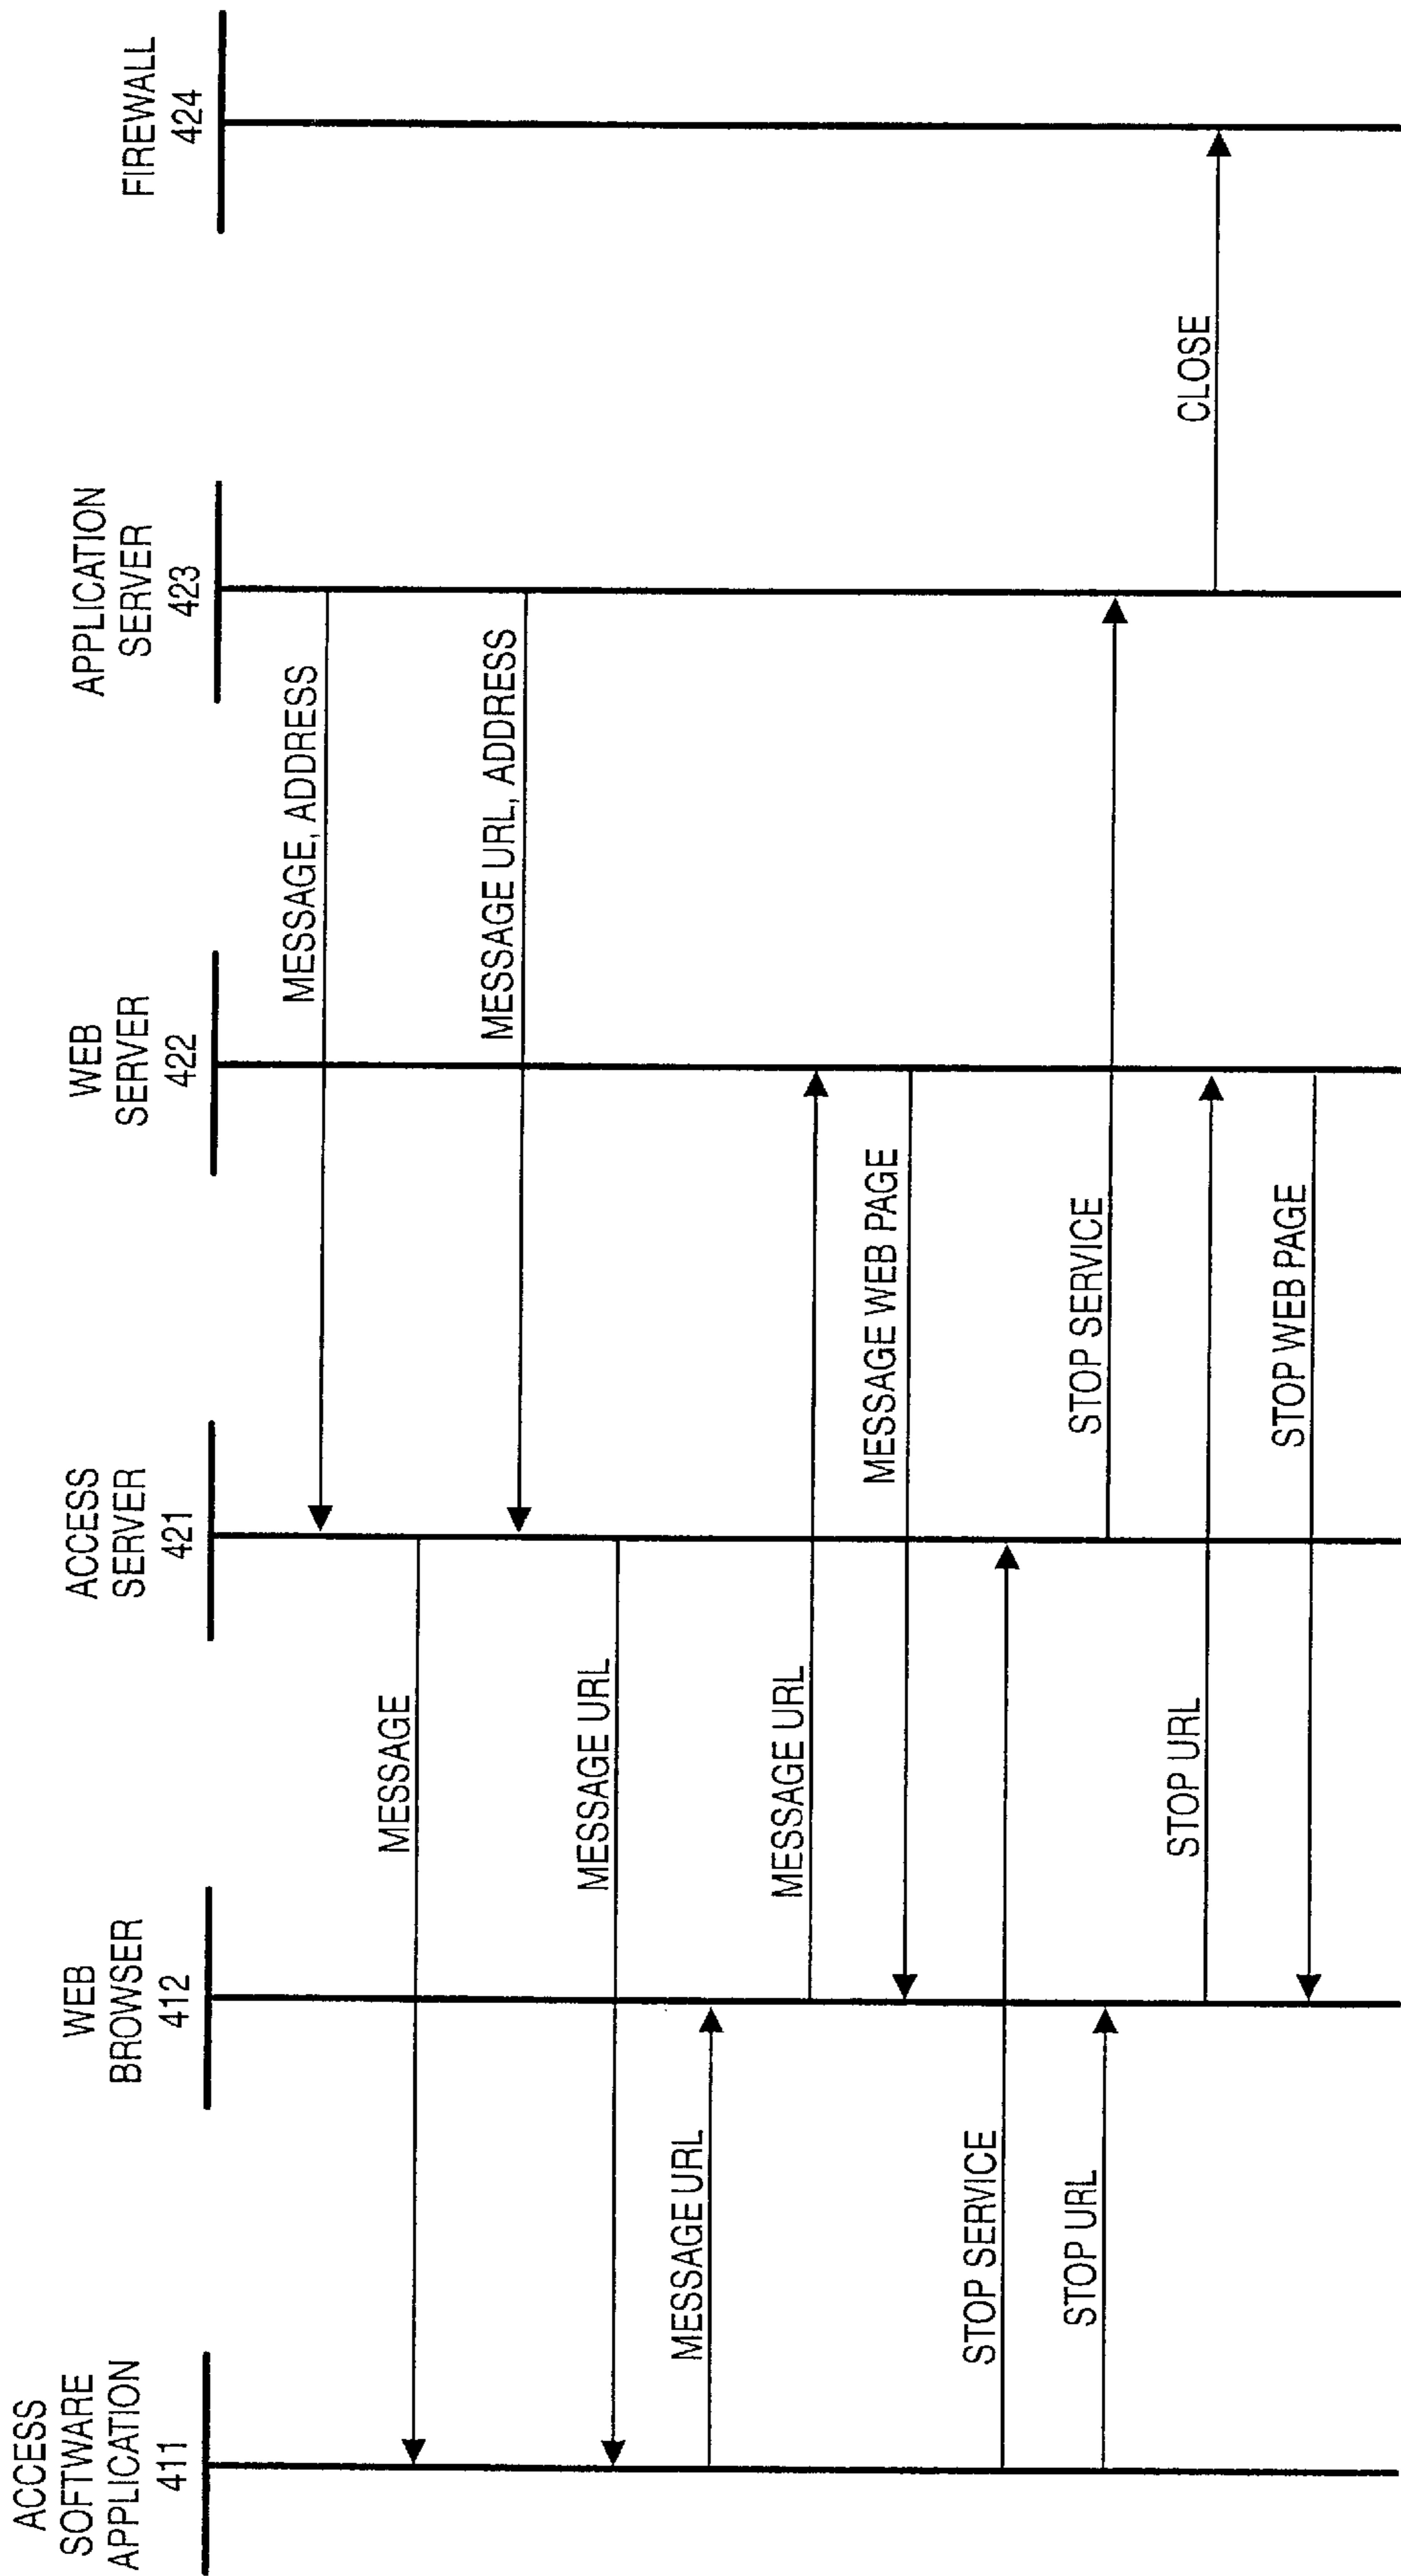 ACCESS
SOFTWARE
APPLICATION
411
WEB
BROWSER
412
ACCESS
SERVER
421
WEB
SERVER
422
APPLICATION
SERVER
423
FIREWALL
424
MESSAGE, ADDRESS
MESSAGE
MESSAGE URL, ADDRESS
MESSAGE URL
MESSAGE URL
MESSAGE URL
MESSAGE WEB PAGE
STOP SERVICE
STOP URL
STOP SERVICE
STOP URL
CLOSE
STOP WEB PAGE